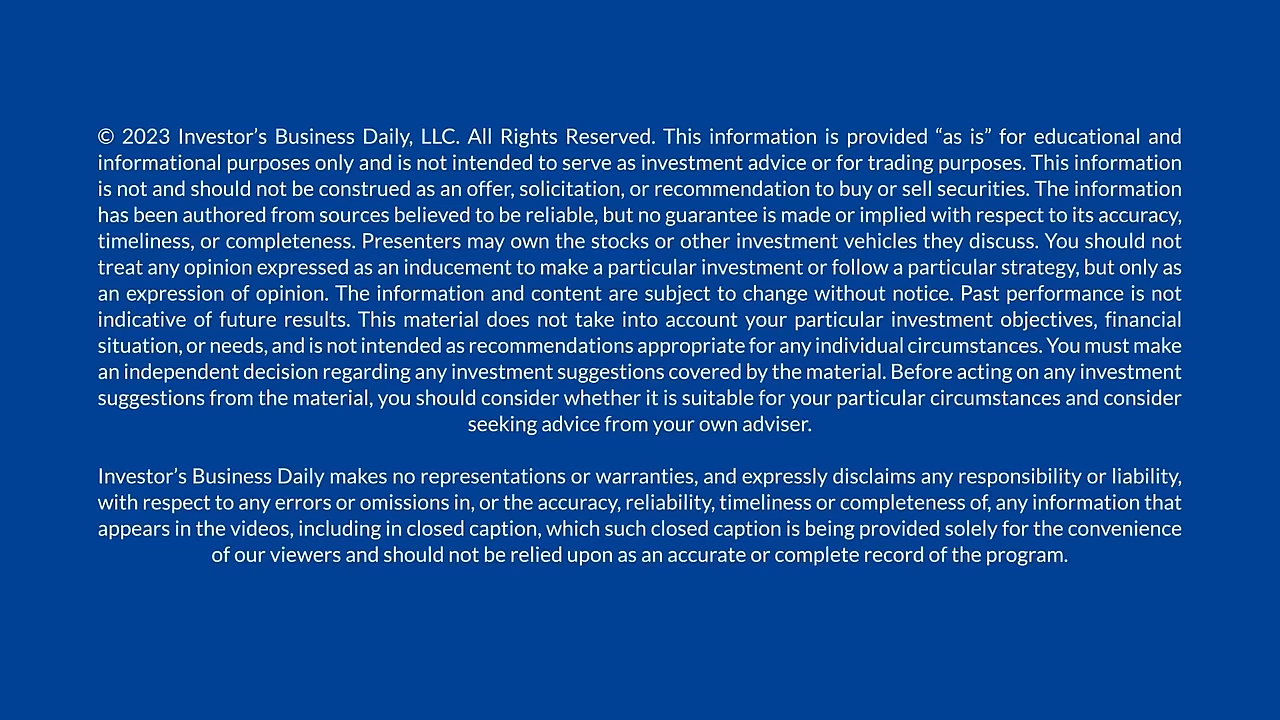 © 2023 Investor’s Business Daily, LLC. All Rights Reserved. This information is provided “as is” for educational and
informational purposes only and is not intended to serve as investment advice or for trading purposes. This information
is not and should not be construed as an offer, solicitation, or recommendation to buy or sell securities. The information
has been authored from sources believed to be reliable, but no guarantee is made or implied with respect to its accuracy,
timeliness, or completeness. Presenters may own the stocks or other investment vehicles they discuss. You should not
treat any opinion expressed as an inducement to make a particular investment or follow a particular strategy, but only as
an expression of opinion. The information and content are subject to change without notice. Past performance is not
indicative of future results. This material does not take into account your particular investment objectives, financial
situation, or needs, and is not intended as recommendations appropriate for any individual circumstances. You must make
an independent decision regarding any investment suggestions covered by the material. Before acting on any investment
suggestions from the material, you should consider whether it is suitable for your particular circumstances and consider
seeking advice from your own adviser.
Investor’s Business Daily makes no representations or warranties, and expressly disclaims any responsibility or liability,
with respect to any errors or omissions in, or the accuracy, reliability, timeliness or completeness of, any information that
appears in the videos, including in closed caption, which such closed caption is being provided solely for the convenience
of our viewers and should not be relied upon as an accurate or complete record of the program.